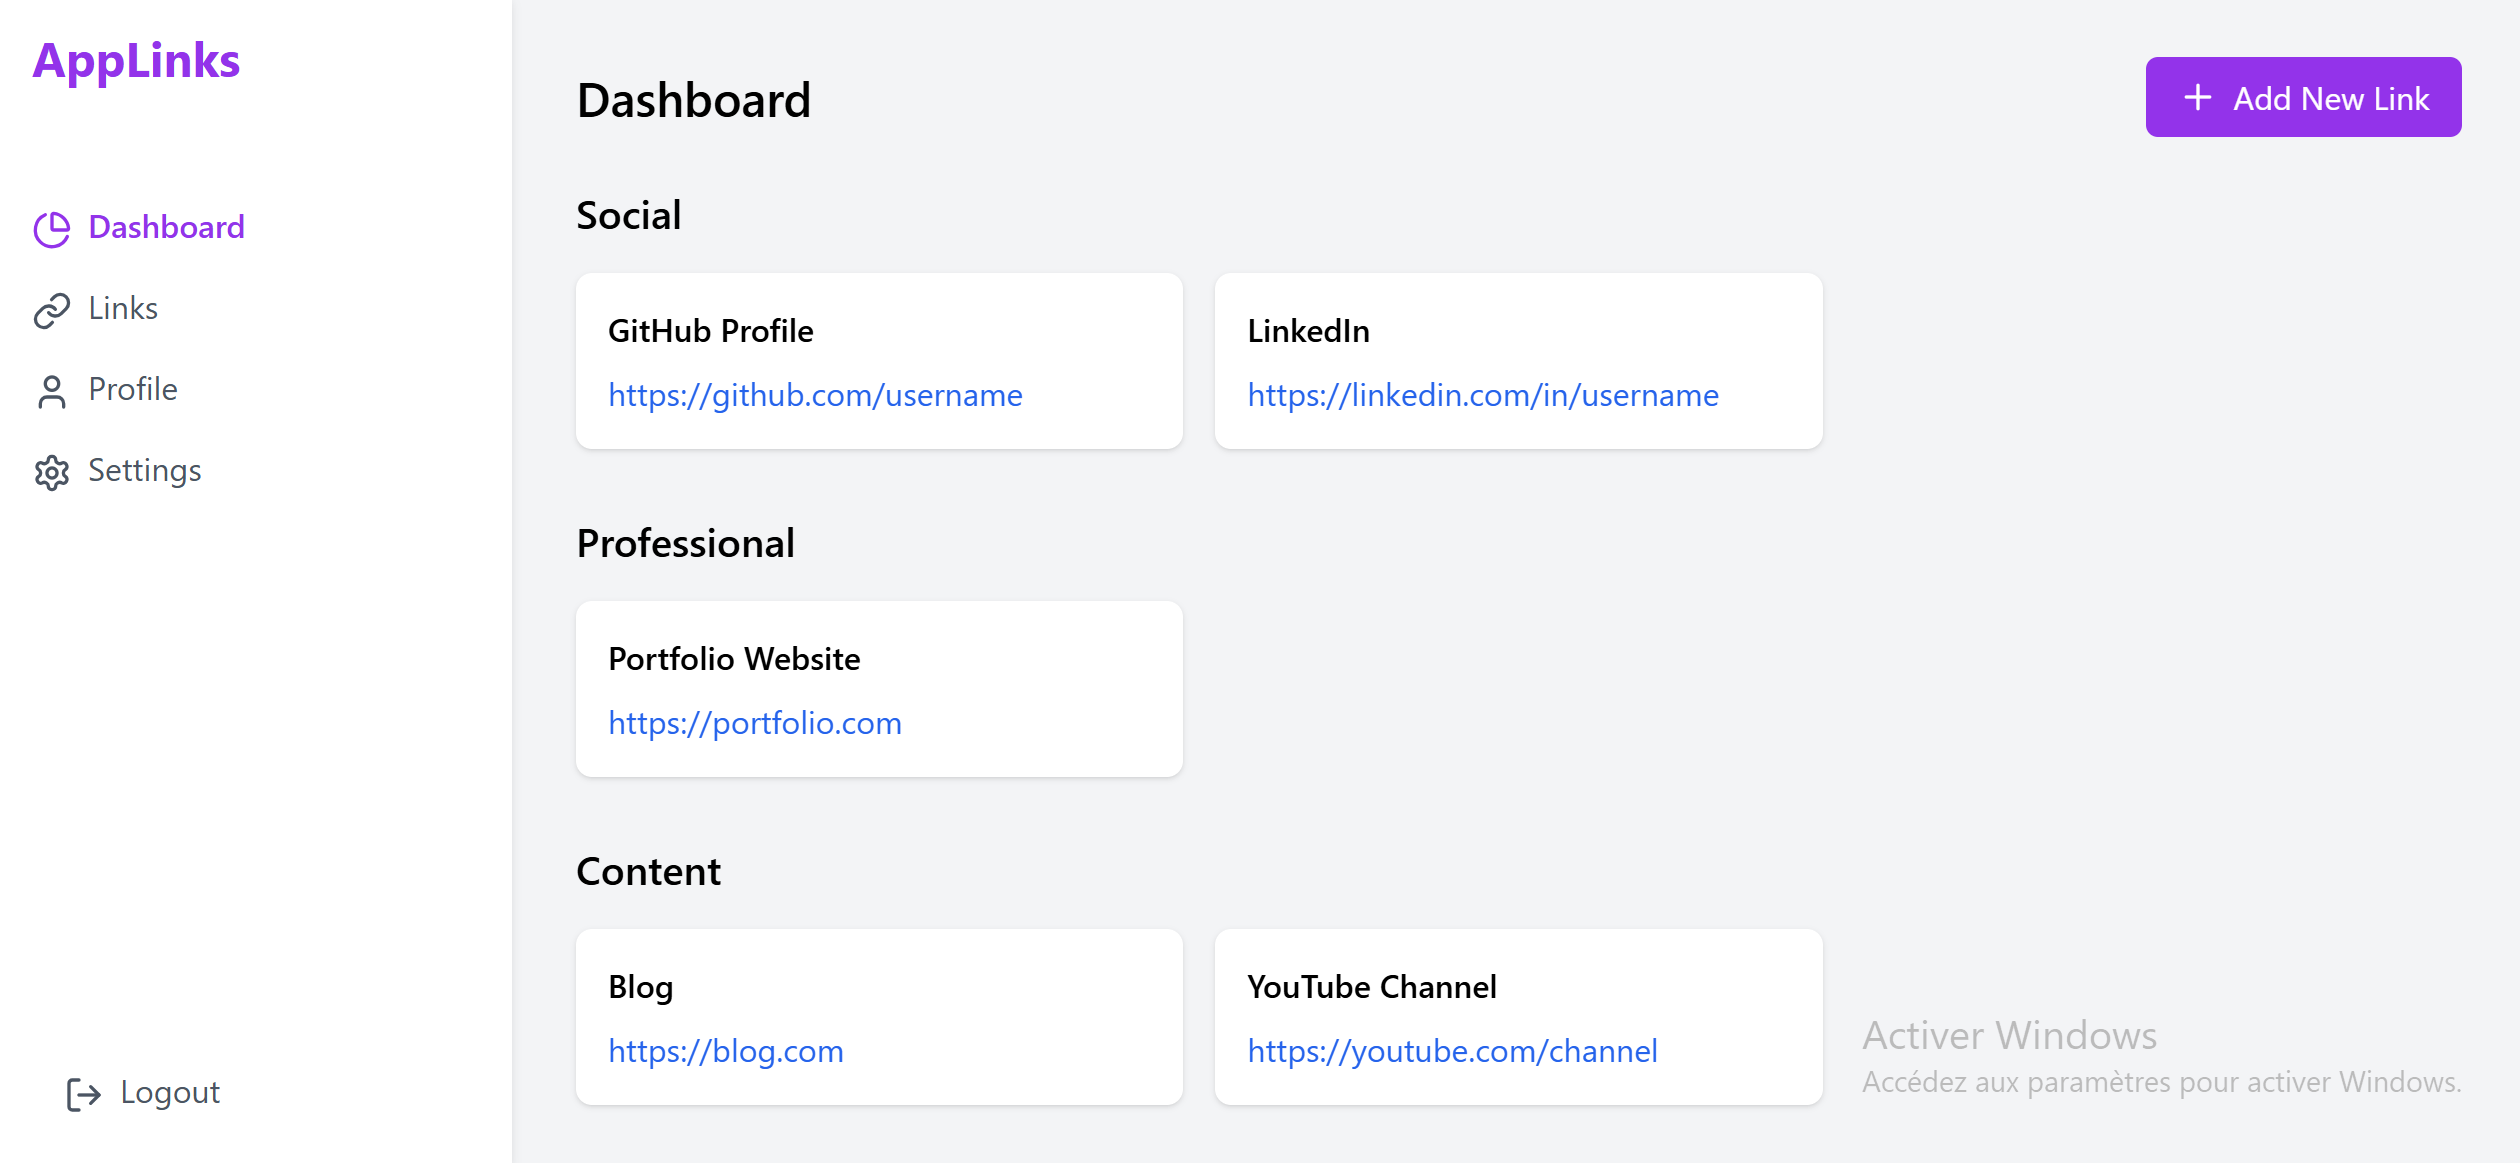 AppLinks
Dashboard
Links
Profile
Settings
Logout
Dashboard
Add New Link
Social
GitHub Profile
https://github.com/username
LinkedIn
https://linkedin.com/in/username
Professional
Portfolio Website
https://portfolio.com
Content
Blog
https://blog.com
YouTube Channel
https://youtube.com/channel
Activer Windows
Accédez aux paramètres pour activer Windows.